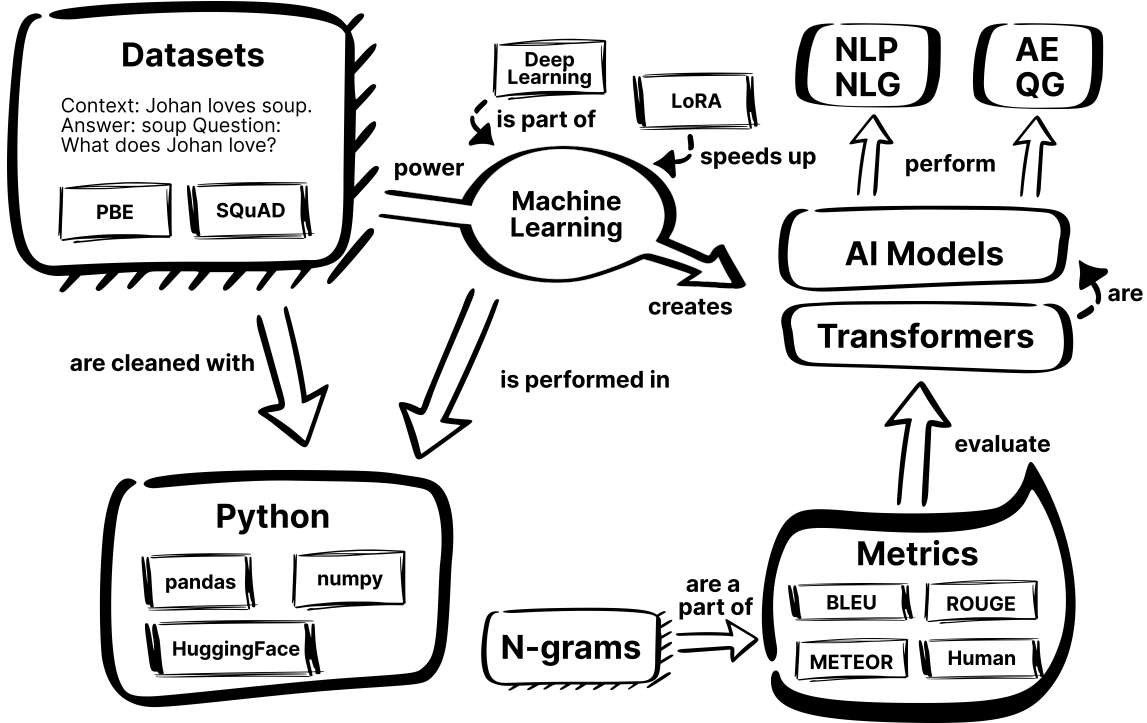 Datasets
Context: Johan loves soup.
Answer: soup Question:
What does Johan love?
PBE
SQuAD
Deep
Learning
is part of
LoRA
speeds up
power
Machine
Learning
creates
NLP
NLG
AE
QG
perform
AI Models
are
Transformers
are cleaned with
is performed in
evaluate
Python
pandas
numpy
HuggingFace
N-grams
are a
part of
Metrics
BLEU
ROUGE
METEOR
Human